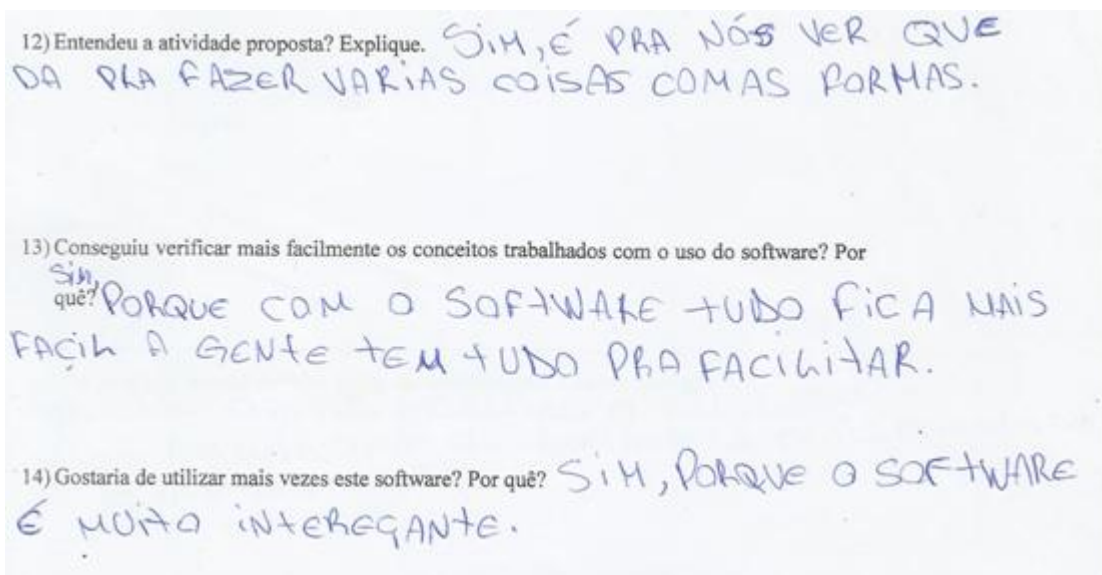 12) Entendeu a atividade proposta? Explique. SIM, É PRA NÓS VER QUE
DA PRA FAZER VARIAS COISAS COM AS FORMAS.
13) Conseguiu verificar mais facilmente os conceitos trabalhados com o uso do software? Por
SIM,
quê? PORQUE COM O SOFTWARE TUDO FICA MAIS
FACIL A GENTE TEM TUDO PRA FACILITAR.
14) Gostaria de utilizar mais vezes este software? Por quê? SIM, PORQUE O SOFTWARE
É MUITO INTEREÇANTE.